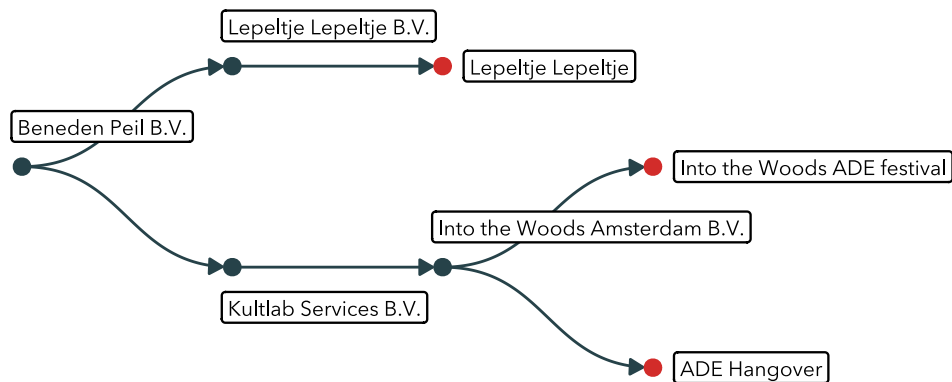 Lepeltje Lepeltje B.V.
Lepeltje Lepeltje
Beneden Peil B.V.
Into the Woods ADE festival
Into the Woods Amsterdam B.V.
Kultlab Services B.V.
ADE Hangover